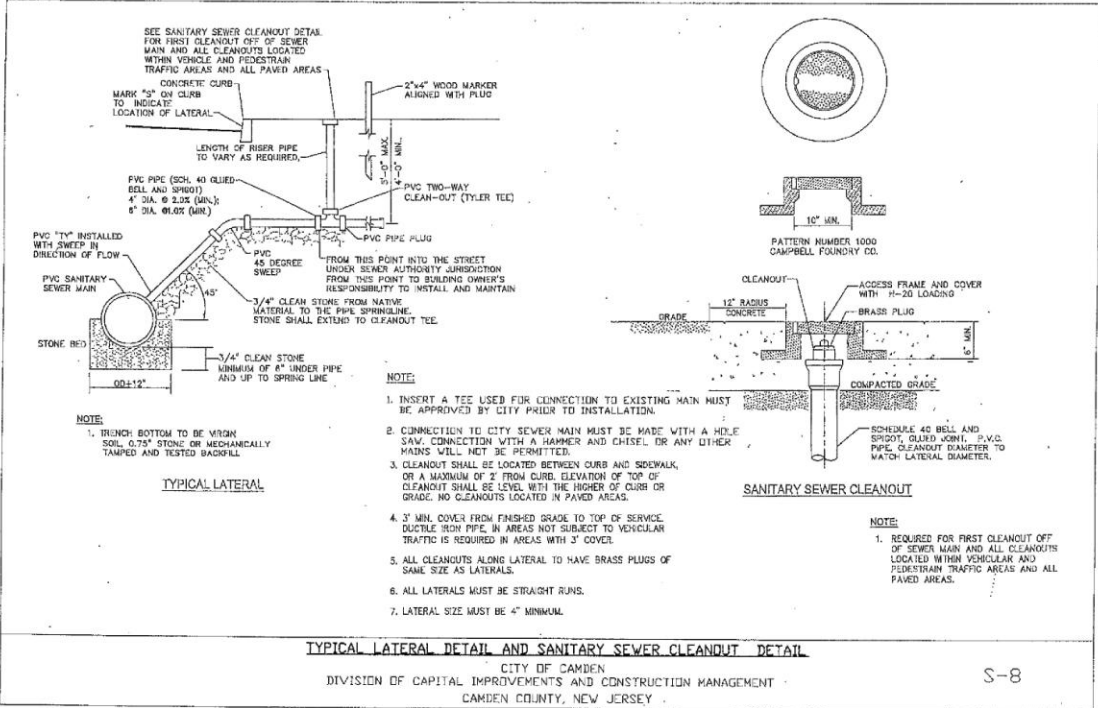 SEE SANITARY SEWER CLEANOUT DETAIL
FOR FIRST CLEANOUT OFF OF SEWER
MAIN AND ALL CLEANOUTS LOCATED
WITHIN VEHICLE AND PEDESTRIAN
TRAFFIC AREAS AND ALL PAVED AREAS
CONCRETE CURB
MARK "S" ON CURB
TO INDICATE
LOCATION OF LATERAL
2"x4" WOOD MARKER
ALIGNED WITH PLUG
LENGTH OF RISER PIPE
TO VARY AS REQUIRED,
5'-0" MAX.
4'-0" MIN.
PVC PIPE (SCH. 40 GLUED
BELL AND SPIGOT)
4" DIA. @ 2.0% (MIN.);
6" DIA. @1.0% (MIN.)
PVC TWO-WAY
CLEAN-OUT (TYLER TEE)
PVC "TY" INSTALLED
WITH SWEEP IN
DIRECTION OF FLOW
PVC
45 DEGREE
SWEEP
PVC PIPE PLUG
PVC SANITARY
SEWER MAIN
FROM THIS POINT INTO THE STREET
UNDER SEWER AUTHORITY JURISDICTION
FROM THIS POINT TO BUILDING OWNER'S
RESPONSIBILITY TO INSTALL AND MAINTAIN
45°
3/4" CLEAN STONE FROM NATIVE
MATERIAL TO THE PIPE SPRINGLINE.
STONE SHALL EXTEND TO CLEANOUT TEE.
STONE BED
3/4" CLEAN STONE
MINIMUM OF 6" UNDER PIPE
AND UP TO SPRING LINE
OD+12"
NOTE:
1. TRENCH BOTTOM TO BE VIRGIN
SOIL, 0.75" STONE OR MECHANICALLY
TAMPED AND TESTED BACKFILL
TYPICAL LATERAL
NOTE:
1. INSERT A TEE USED FOR CONNECTION TO EXISTING MAIN MUST
BE APPROVED BY CITY PRIOR TO INSTALLATION.
2. CONNECTION TO CITY SEWER MAIN MUST BE MADE WITH A HOLE
SAW. CONNECTION WITH A HAMMER AND CHISEL OR ANY OTHER
MAINS WILL NOT BE PERMITTED.
3. CLEANOUT SHALL BE LOCATED BETWEEN CURB AND SIDEWALK,
OR A MAXIMUM OF 2' FROM CURB. ELEVATION OF TOP OF
CLEANOUT SHALL BE LEVEL WITH THE HIGHER OF CURB OR
GRADE. NO CLEANOUTS LOCATED IN PAVED AREAS.
4. 3' MIN. COVER FROM FINISHED GRADE TO TOP OF SERVICE.
DUCTILE IRON PIPE, IN AREAS NOT SUBJECT TO VEHICULAR
TRAFFIC IS REQUIRED IN AREAS WITH 3' COVER.
5. ALL CLEANOUTS ALONG LATERAL TO HAVE BRASS PLUGS OF
SAME SIZE AS LATERALS.
6. ALL LATERALS MUST BE STRAIGHT RUNS.
7. LATERAL SIZE MUST BE 4" MINIMUM.
10" MIN.
PATTERN NUMBER 1000
CAMPBELL FOUNDRY CO.
CLEANOUT
ACCESS FRAME AND COVER
WITH H-20 LOADING
12" RADIUS
CONCRETE
BRASS PLUG
GRADE
6" MIN.
COMPACTED GRADE
SCHEDULE 40 BELL AND
SPIGOT, GLUED JOINT. P.V.C.
PIPE, CLEANOUT DIAMETER TO
MATCH LATERAL DIAMETER.
SANITARY SEWER CLEANOUT
NOTE:
1. REQUIRED FOR FIRST CLEANOUT OFF
OF SEWER MAIN AND ALL CLEANOUTS
LOCATED WITHIN VEHICULAR AND
PEDESTRAIN TRAFFIC AREAS AND ALL
PAVED AREAS.
TYPICAL LATERAL DETAIL AND SANITARY SEWER CLEANOUT DETAIL
CITY OF CAMDEN
DIVISION OF CAPITAL IMPROVEMENTS AND CONSTRUCTION MANAGEMENT
CAMDEN COUNTY, NEW JERSEY
S-8